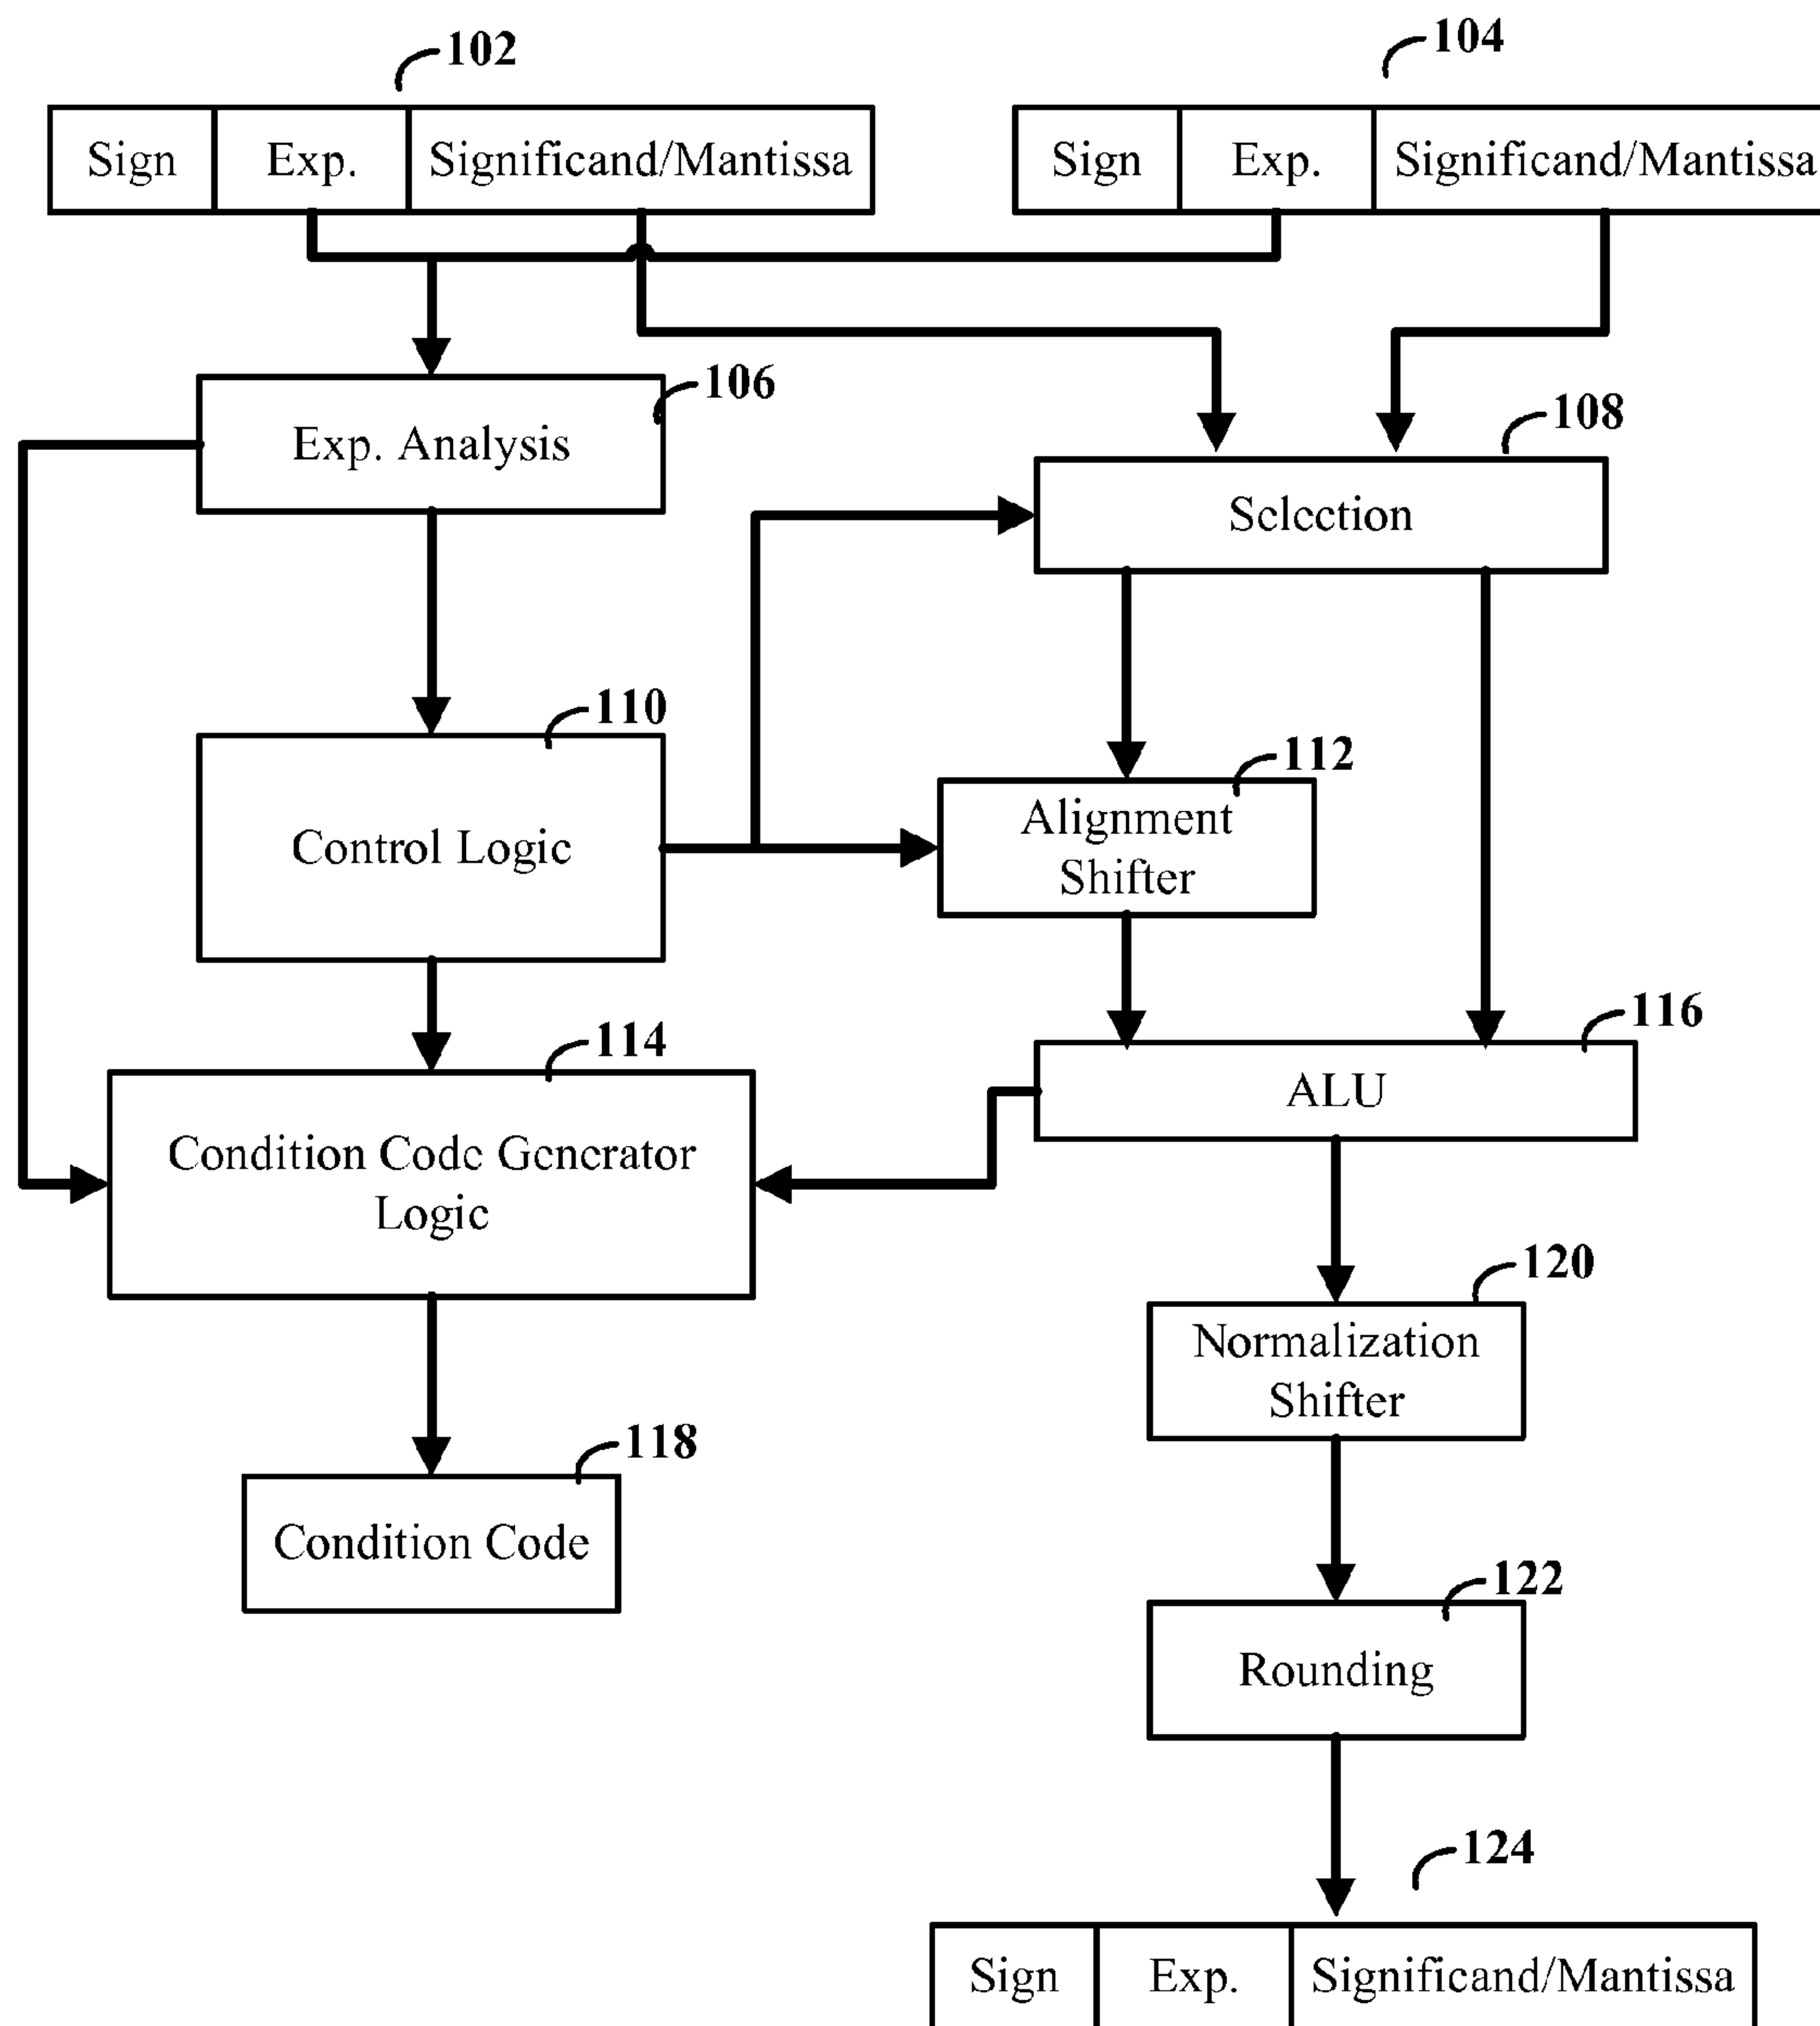 102
104
Sign Exp. Significand/Mantissa
Sign Exp. Significand/Mantissa
106
Exp. Analysis
108
Selection
110
Control Logic
112
Alignment
Shifter
114
Condition Code Generator
Logic
116
ALU
120
Normalization
Shifter
118
Condition Code
122
Rounding
124
Sign Exp. Significand/Mantissa